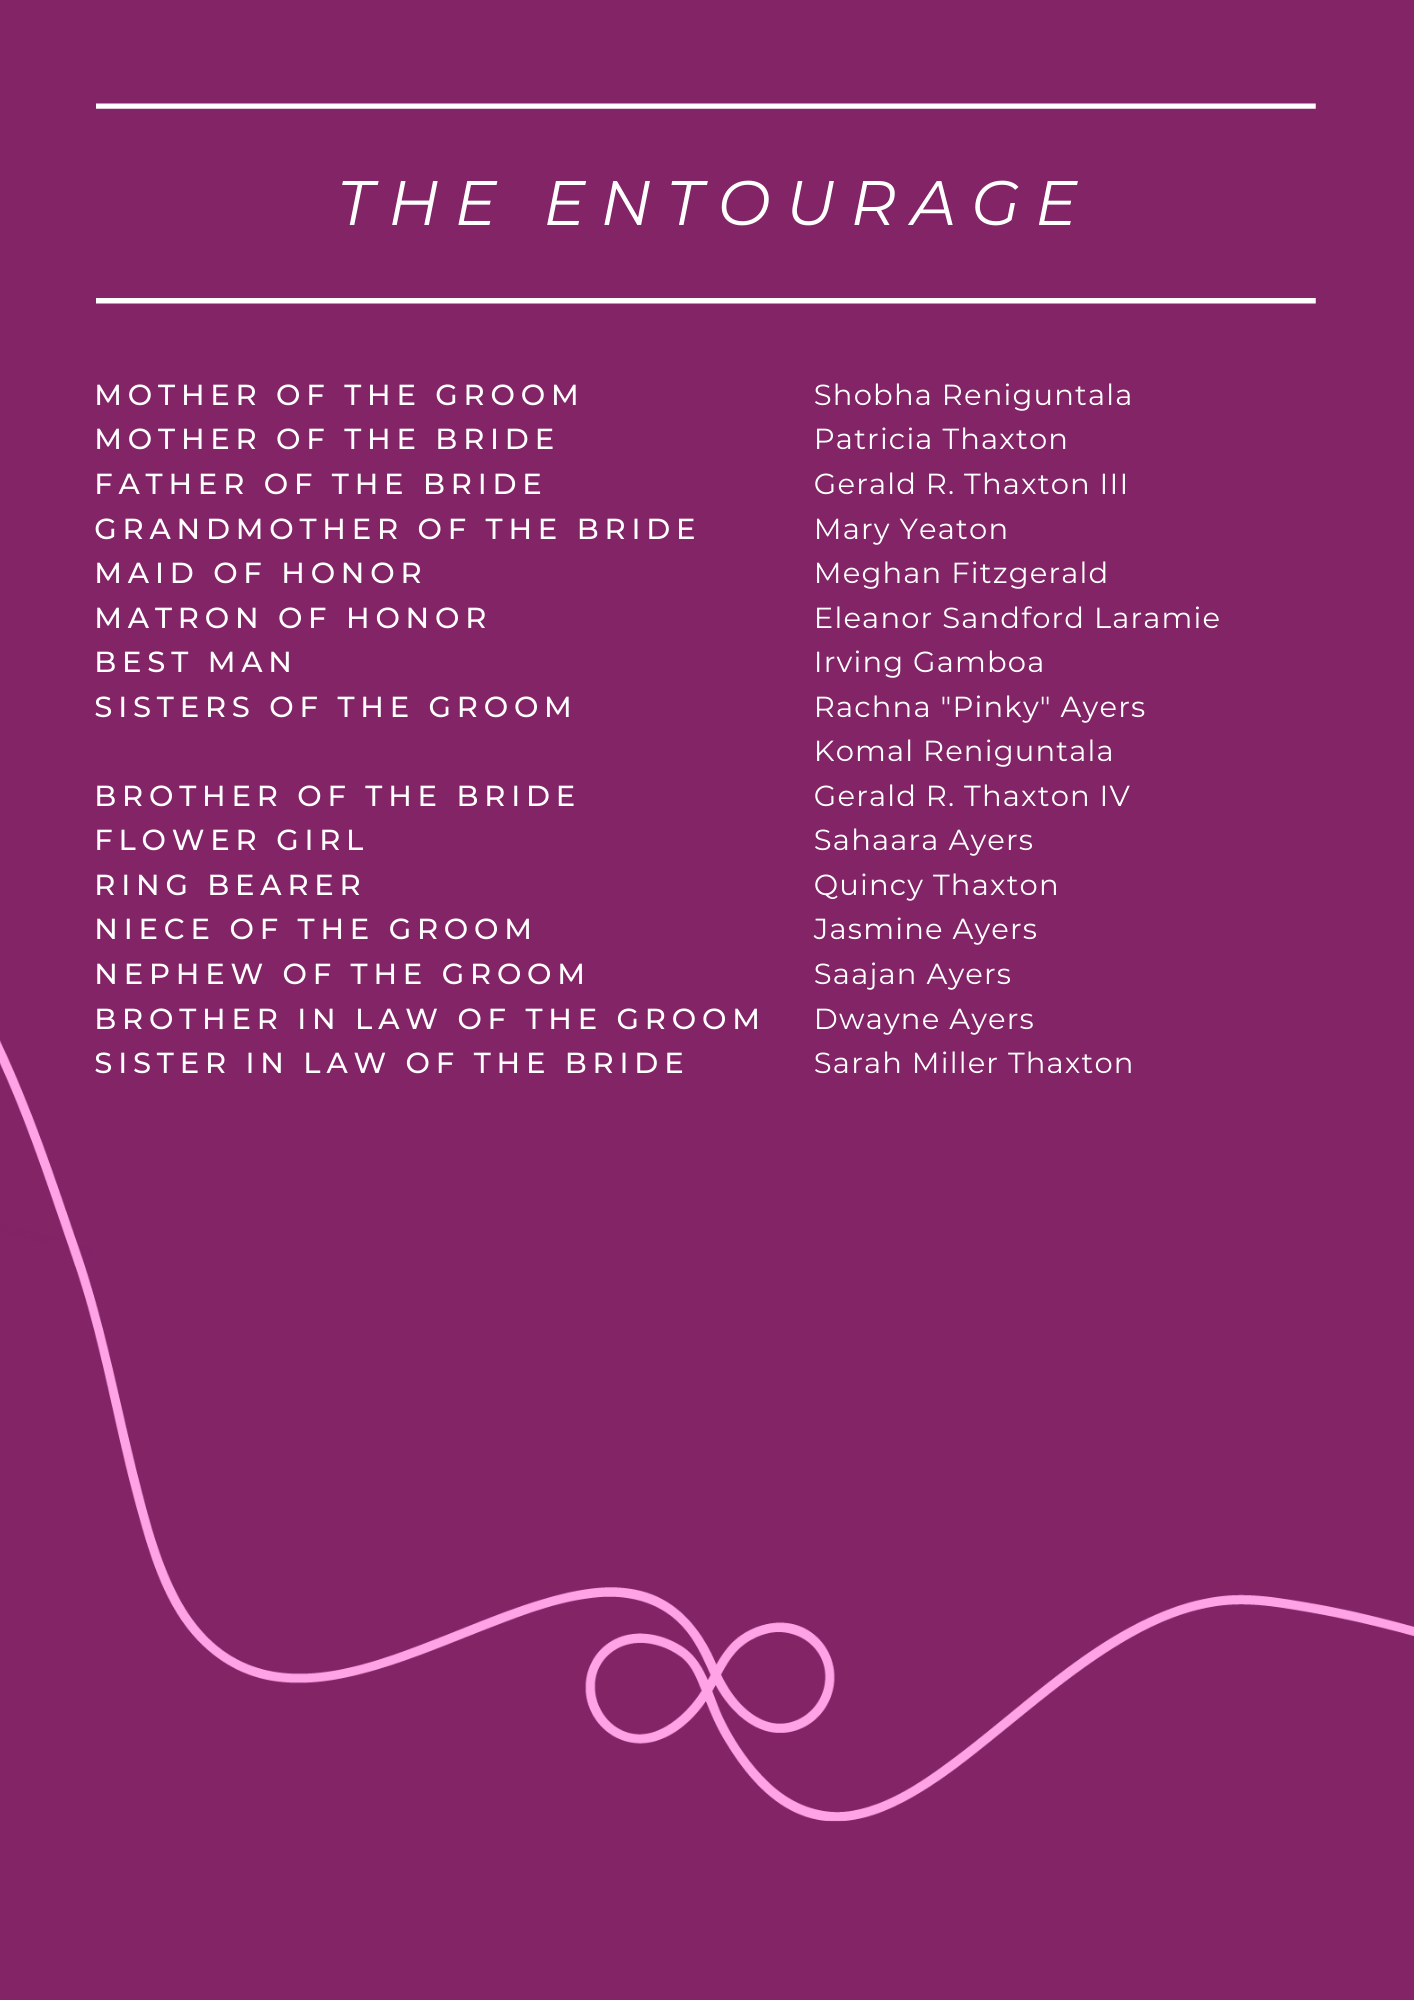 THE ENTOURAGE
MOTHER OF THE GROOM Shobha Reniguntala
MOTHER OF THE BRIDE Patricia Thaxton
FATHER OF THE BRIDE Gerald R. Thaxton III
GRANDMOTHER OF THE BRIDE Mary Yeaton
MAID OF HONOR Meghan Fitzgerald
MATRON OF HONOR Eleanor Sandford Laramie
BEST MAN Irving Gamboa
SISTERS OF THE GROOM Rachna "Pinky" Ayers
Komal Reniguntala
BROTHER OF THE BRIDE Gerald R. Thaxton IV
FLOWER GIRL Sahaara Ayers
RING BEARER Quincy Thaxton
NIECE OF THE GROOM Jasmine Ayers
NEPHEW OF THE GROOM Saajan Ayers
BROTHER IN LAW OF THE GROOM Dwayne Ayers
SISTER IN LAW OF THE BRIDE Sarah Miller Thaxton